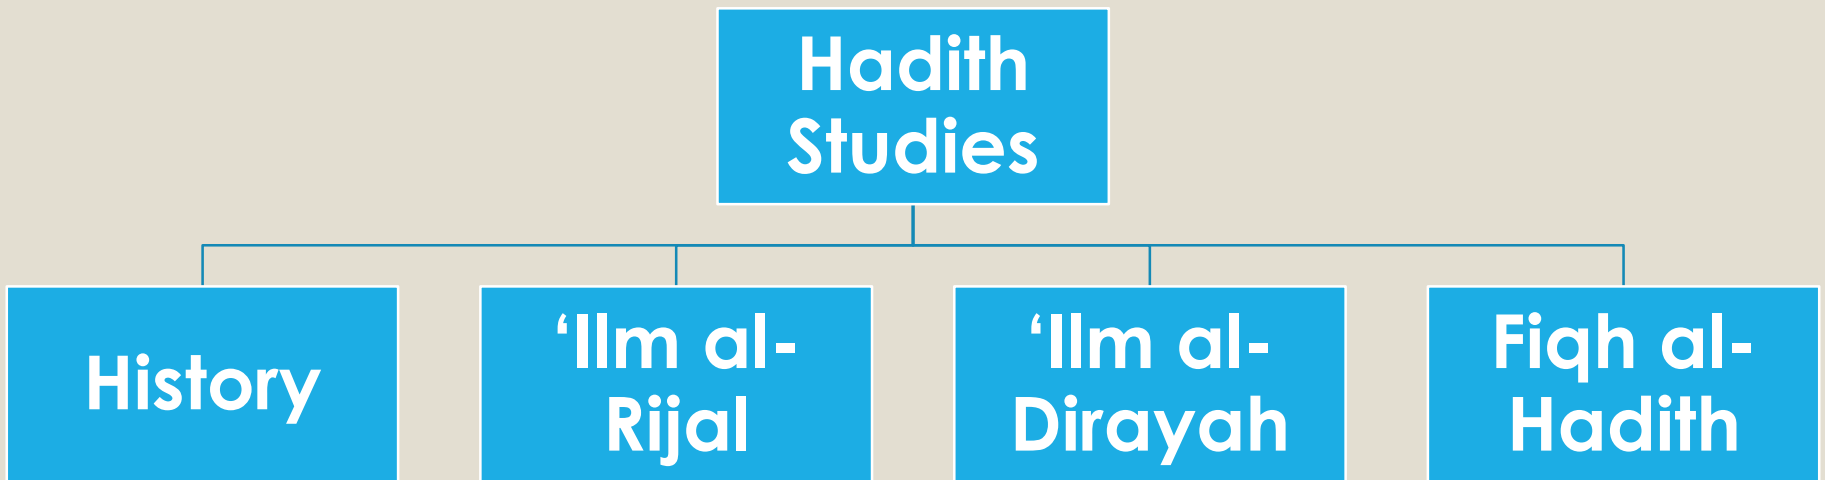 Hadith
Studies
History
‘Ilm al-
Rijal
‘Ilm al-
Dirayah
Fiqh al-
Hadith